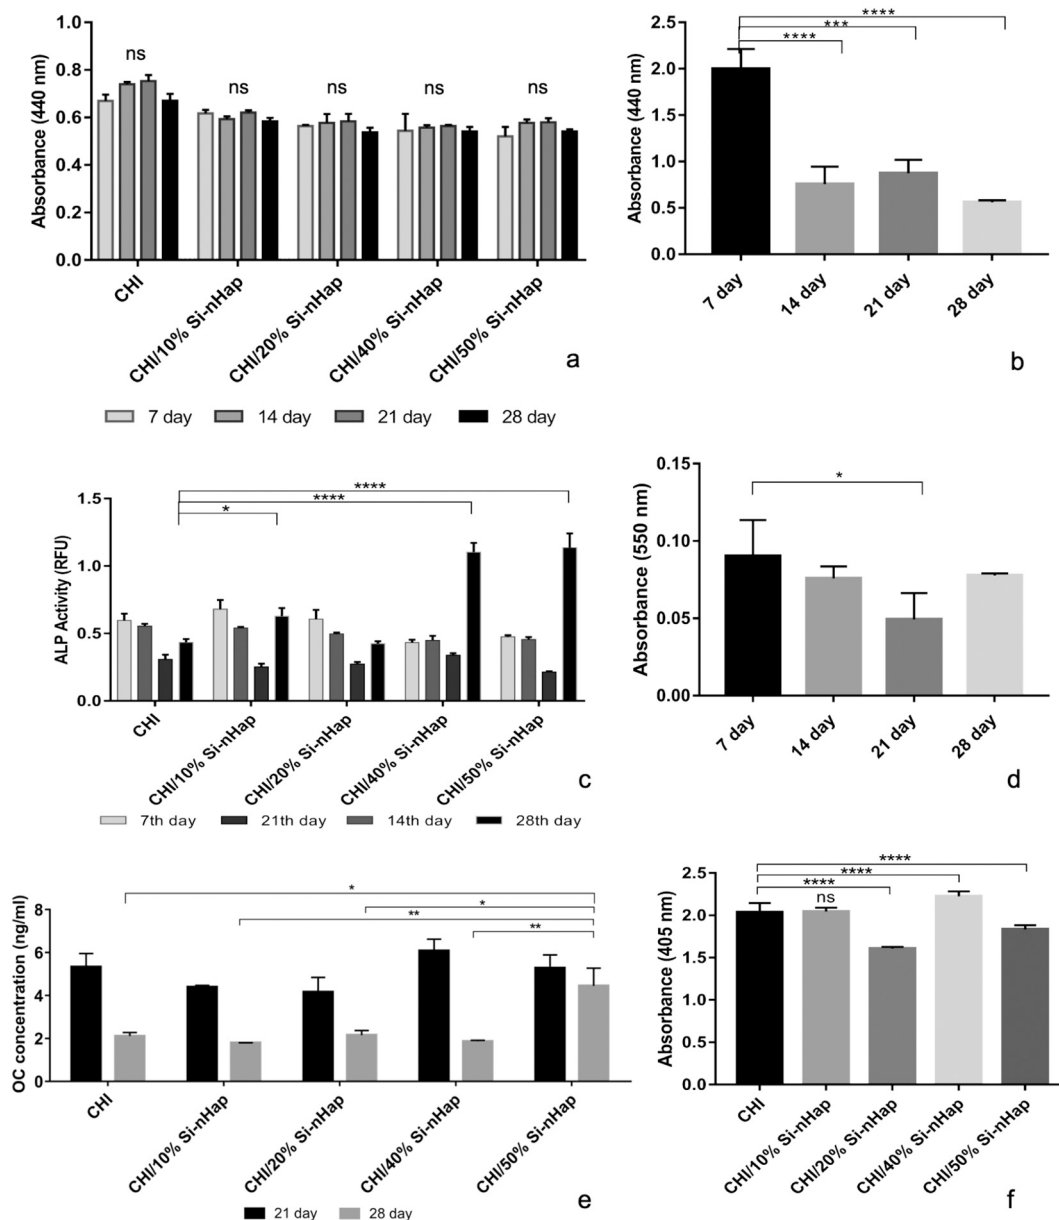 Absorbance (440 nm)
1.0
0.8
0.6
0.4
0.2
0.0
ns
ns
ns
ns
ns
CHI
CHI/10% Si-nHap
CHI/20% Si-nHap
CHI/40% Si-nHap
CHI/50% Si-nHap
a
7 day
14 day
21 day
28 day
Absorbance (440 nm)
2.5
2.0
1.5
1.0
0.5
0.0
****
***
****
7 day
14 day
21 day
28 day
b
ALP Activity (RFU)
1.5
1.0
0.5
0.0
****
****
*
CHI
CHI/10% Si-nHap
CHI/20% Si-nHap
CHI/40% Si-nHap
CHI/50% Si-nHap
c
7th day
21th day
14th day
28th day
Absorbance (550 nm)
0.15
0.10
0.05
0.00
*
7 day
14 day
21 day
28 day
d
OC concentration (ng/ml)
8
6
4
2
0
*
*
**
**
CHI
CHI/10% Si-nHap
CHI/20% Si-nHap
CHI/40% Si-nHap
CHI/50% Si-nHap
e
21 day
28 day
Absorbance (405 nm)
2.5
2.0
1.5
1.0
0.5
0.0
****
****
****
ns
CHI
CHI/10% Si-nHap
CHI/20% Si-nHap
CHI/40% Si-nHap
CHI/50% Si-nHap
f